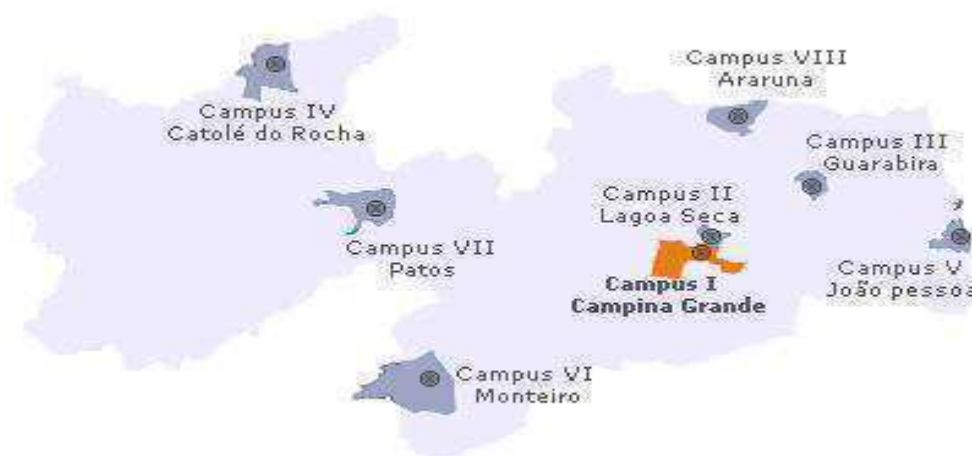 Campus VIII
Araruna
Campus IV
Catolé do Rocha
Campus III
Guarabira
Campus II
Lagoa Seca
Campus VII
Patos
Campus V
João pessoa
Campus I
Campina Grande
Campus VI
Monteiro